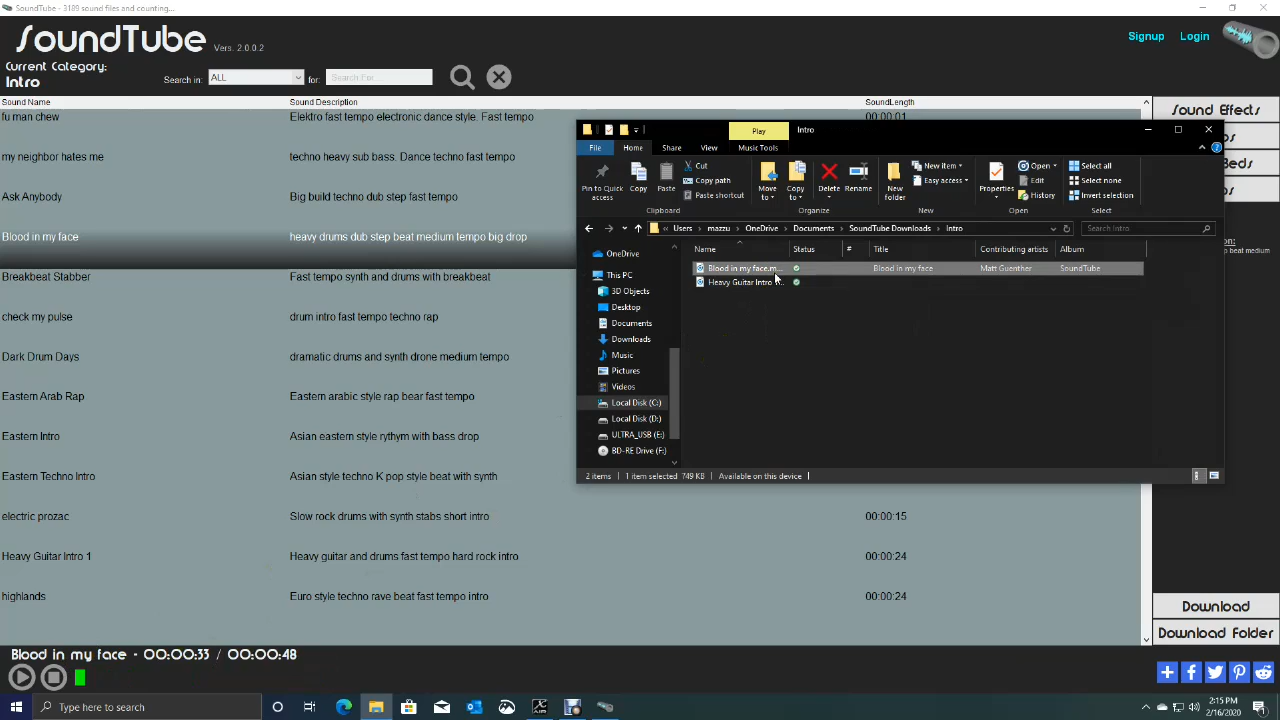 SoundTube - 3189 sound files and counting...
SoundTube Vers. 2.0.0.2
Signup Login
Current Category:
Intro
Search in: ALL for: Search For...
Sound Name Sound Description SoundLength
fu man chew Elektro fast tempo electronic dance style. Fast tempo 00:00:01
my neighbor hates me techno heavy sub bass. Dance techno fast tempo
Ask Anybody Big build techno dub step fast tempo
Blood in my face heavy drums dub step beat medium tempo big drop
Breakbeat Stabber Fast tempo synth and drums with breakbeat
check my pulse drum intro fast tempo techno rap
Dark Drum Days dramatic drums and synth drone medium tempo
Eastern Arab Rap Eastern arabic style rap bear fast tempo
Eastern Intro Asian eastern style rythym with bass drop
Eastern Techno Intro Asian style techno K pop style beat with synth
electric prozac Slow rock drums with synth stabs short intro 00:00:15
Heavy Guitar Intro 1 Heavy guitar and drums fast tempo hard rock intro 00:00:24
highlands Euro style techno rave beat fast tempo intro 00:00:24
Sound Effects
Beds
on:
o beat medium
Download
Download Folder
Play Intro
File Home Share View Music Tools
Pin to Quick access
Copy
Paste
Cut
Copy path
Paste shortcut
Move to
Copy to
Delete
Rename
New folder
New item
Easy access
Properties
Open
Edit
History
Select all
Select none
Invert selection
Clipboard Organize New Open Select
« Users mazzu OneDrive Documents SoundTube Downloads Intro Search Intro
Name Status # Title Contributing artists Album
Blood in my face.m... Blood in my face Matt Guenther SoundTube
Heavy Guitar Intro
OneDrive
This PC
3D Objects
Desktop
Documents
Downloads
Music
Pictures
Videos
Local Disk (C:)
Local Disk (D:)
ULTRA_USB (E:)
BD-RE Drive (F:)
2 items 1 item selected 749 KB Available on this device
Blood in my face - 00:00:33 / 00:00:48
Type here to search
2:15 PM
2/16/2020